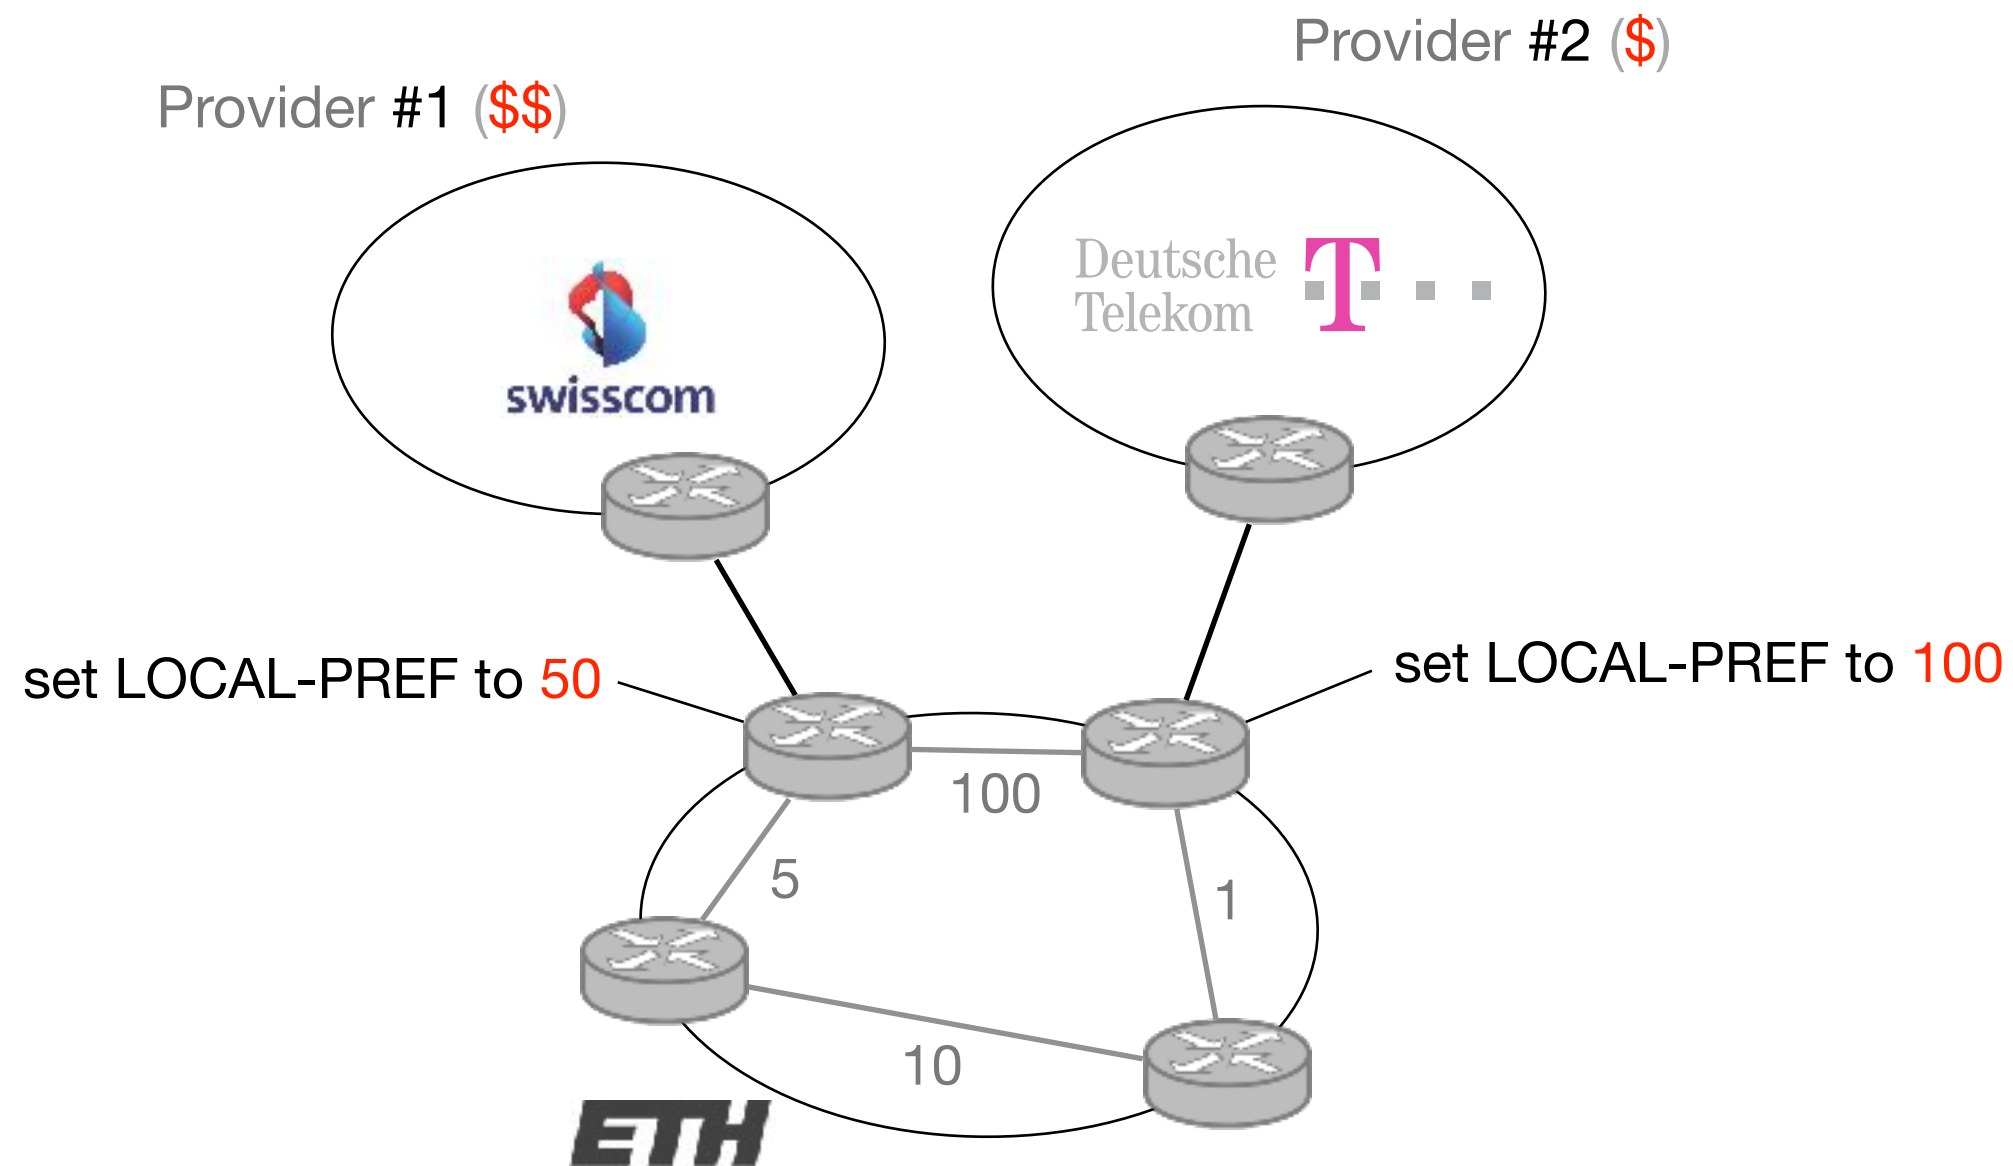 Provider #2 ($)
Provider #1 ($$)
Deutsche
Telekom
T
swisscom
set LOCAL-PREF to 50
set LOCAL-PREF to 100
100
5
1
10
ETH